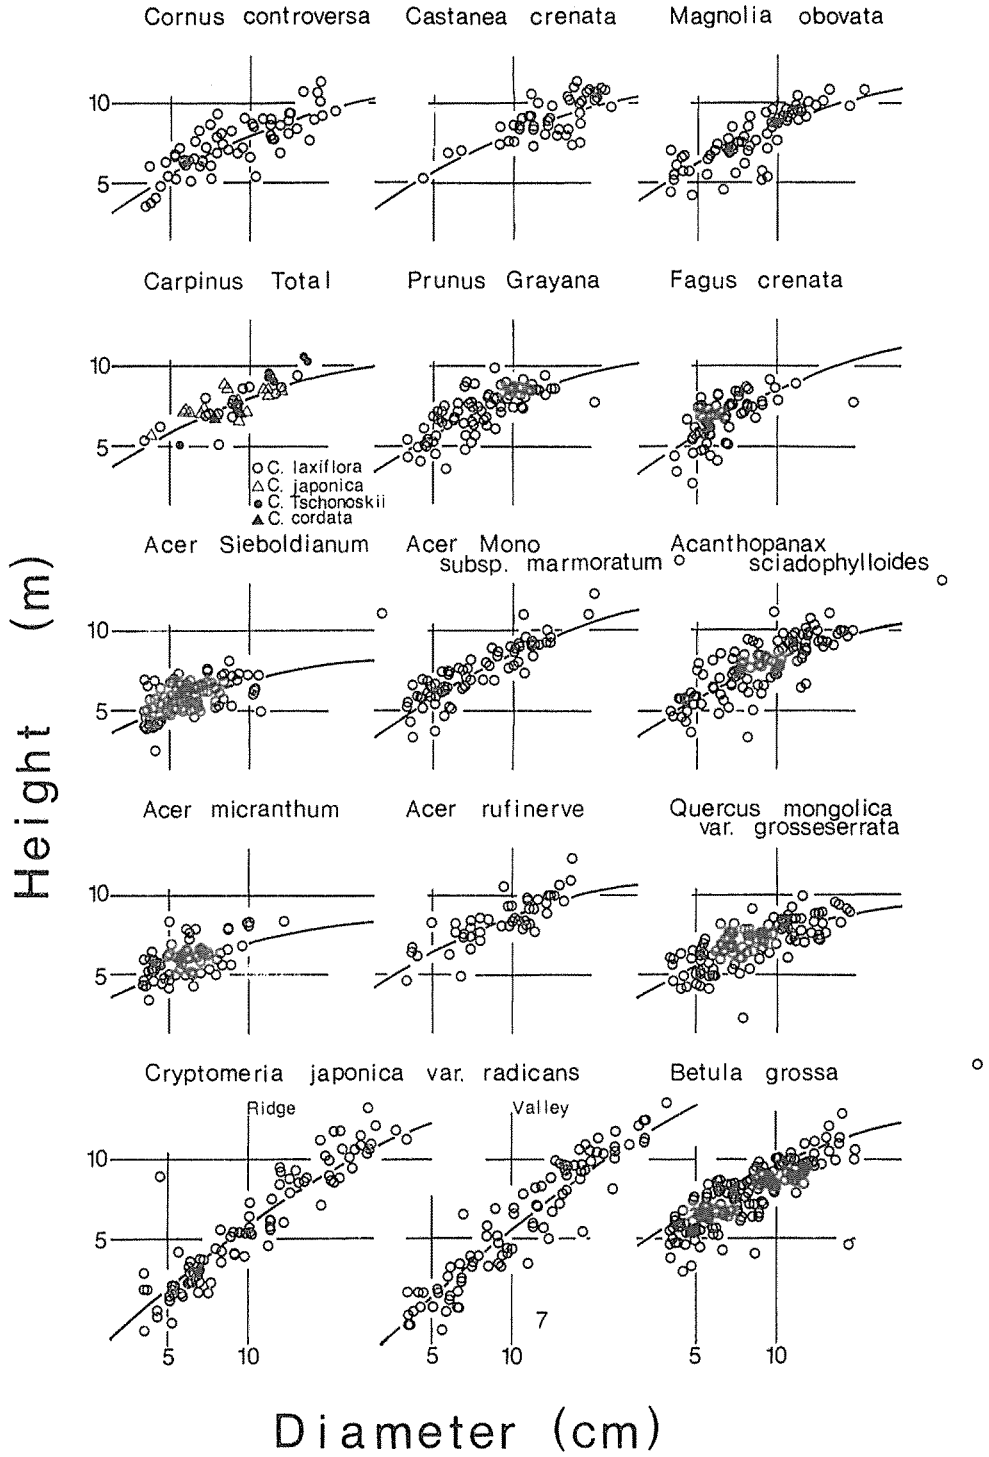 Cornus controversa
Castanea crenata
Magnolia obovata
10
5
Carpinus Total
Prunus Grayana
Fagus crenata
10
5
C. laxiflora
C. japonica
C. Tschonoskii
C. cordata
Acer Sieboldianum
Acer Mono
subsp. marmoratum
Acanthopanax
sciadophylloides
10
5
Height (m)
Acer micranthum
Acer rufinerve
Quercus mongolica
var. grosseserrata
10
5
Cryptomeria japonica var. radicans
Betula grossa
Ridge
Valley
10
5
7
5 10 5 10 5 10
Diameter (cm)